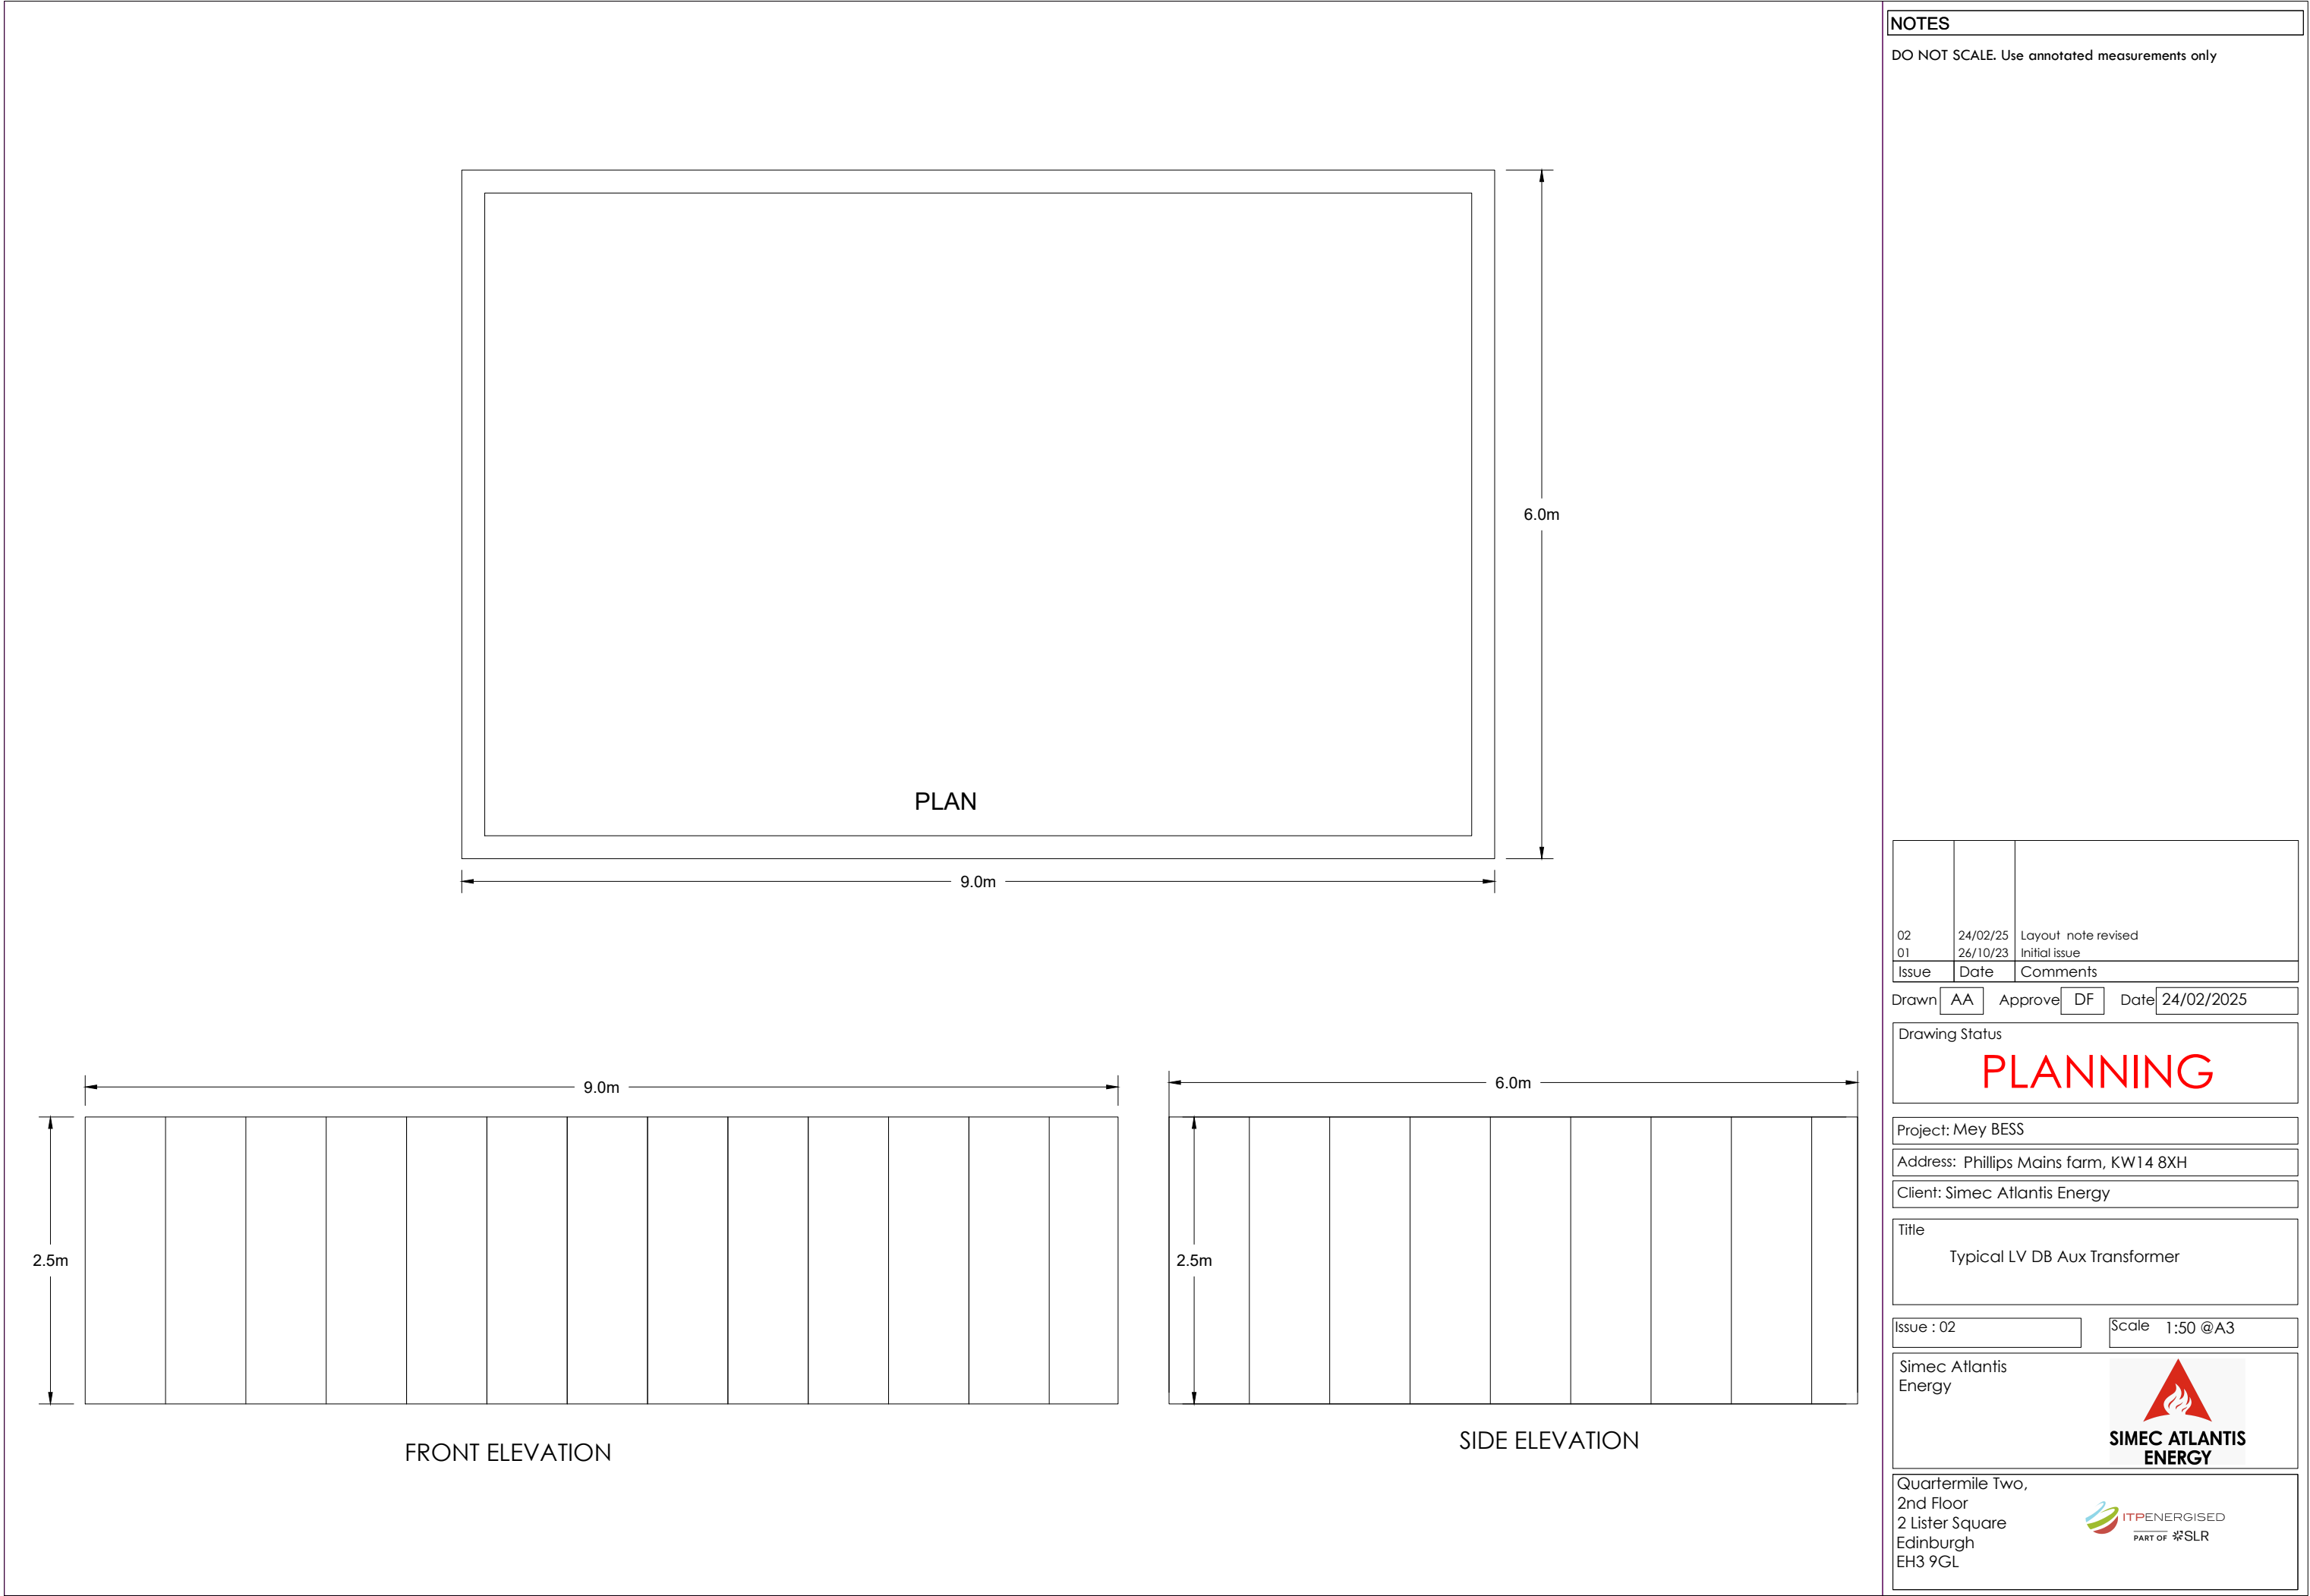 NOTES
DO NOT SCALE. Use annotated measurements only
6.0m
PLAN
9.0m
9.0m
2.5m
FRONT ELEVATION
6.0m
2.5m
SIDE ELEVATION
02 24/02/25 Layout note revised
01 26/10/23 Initial issue
Issue Date Comments
Drawn AA Approve DF Date 24/02/2025
Drawing Status
PLANNING
Project: Mey BESS
Address: Phillips Mains farm, KW14 8XH
Client: Simec Atlantis Energy
Title
Typical LV DB Aux Transformer
Issue : 02
Scale 1:50 @A3
Simec Atlantis
Energy
SIMEC ATLANTIS
ENERGY
Quartermile Two,
2nd Floor
2 Lister Square
Edinburgh
EH3 9GL
ITPENERGISED
PART OF SLR